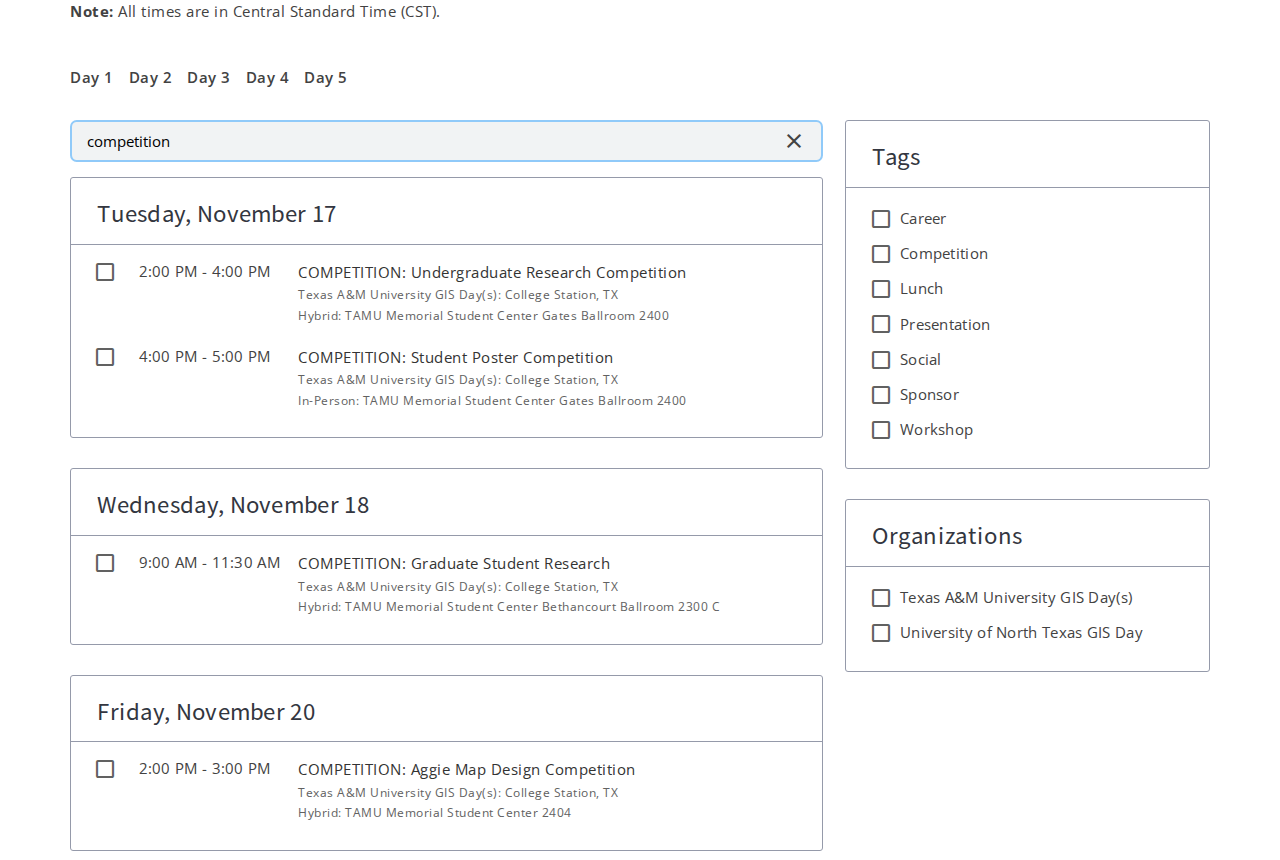 Note: All times are in Central Standard Time (CST).
Day 1 Day 2 Day 3 Day 4 Day 5
competition
Tuesday, November 17
2:00 PM - 4:00 PM COMPETITION: Undergraduate Research Competition
Texas A&M University GIS Day(s): College Station, TX
Hybrid: TAMU Memorial Student Center Gates Ballroom 2400
4:00 PM - 5:00 PM COMPETITION: Student Poster Competition
Texas A&M University GIS Day(s): College Station, TX
In-Person: TAMU Memorial Student Center Gates Ballroom 2400
Wednesday, November 18
9:00 AM - 11:30 AM COMPETITION: Graduate Student Research
Texas A&M University GIS Day(s): College Station, TX
Hybrid: TAMU Memorial Student Center Bethancourt Ballroom 2300 C
Friday, November 20
2:00 PM - 3:00 PM COMPETITION: Aggie Map Design Competition
Texas A&M University GIS Day(s): College Station, TX
Hybrid: TAMU Memorial Student Center 2404
Tags
Career
Competition
Lunch
Presentation
Social
Sponsor
Workshop
Organizations
Texas A&M University GIS Day(s)
University of North Texas GIS Day